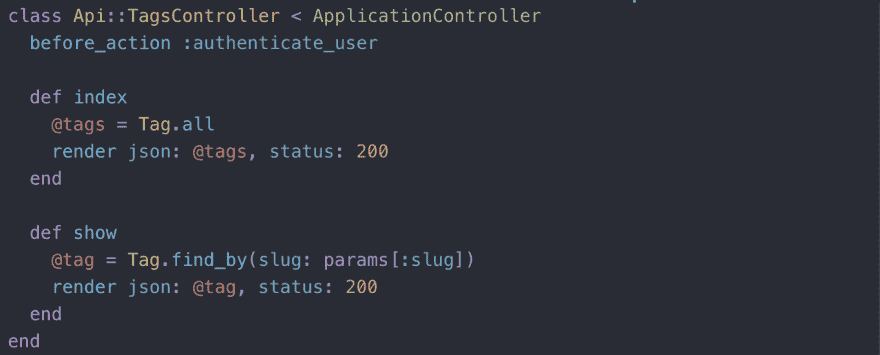 class Api::TagsController < ApplicationController
  before_action :authenticate_user

  def index
    @tags = Tag.all
    render json: @tags, status: 200
  end

  def show
    @tag = Tag.find_by(slug: params[:slug])
    render json: @tag, status: 200
  end
end